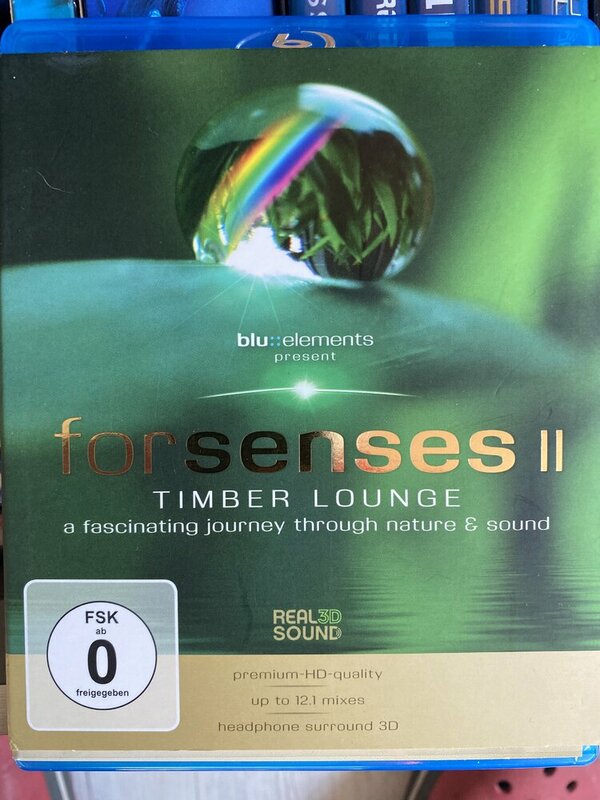 blu::elements
present
forsenses II
TIMBER LOUNGE
a fascinating journey through nature & sound
REAL3D
SOUND
FSK
ab
0
freigegeben
premium-HD-quality
up to 12.1 mixes
headphone surround 3D